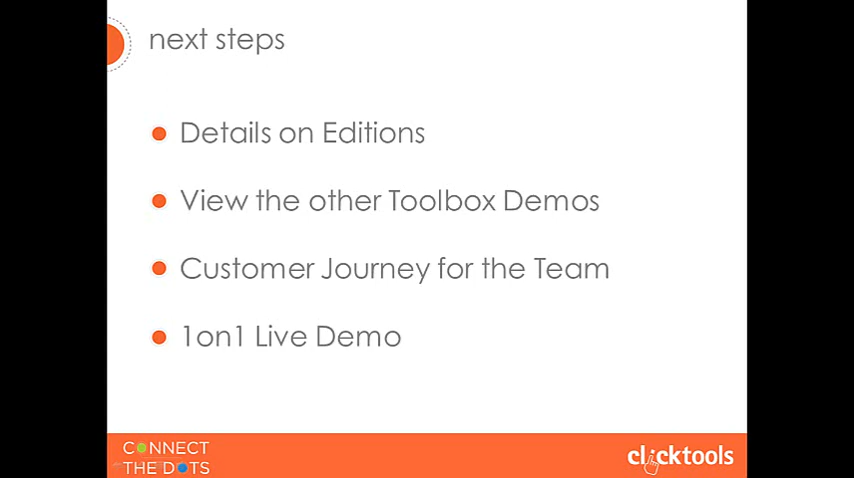 next steps
Details on Editions
View the other Toolbox Demos
Customer Journey for the Team
1on1 Live Demo
CONNECT
THE DOTS
clicktools